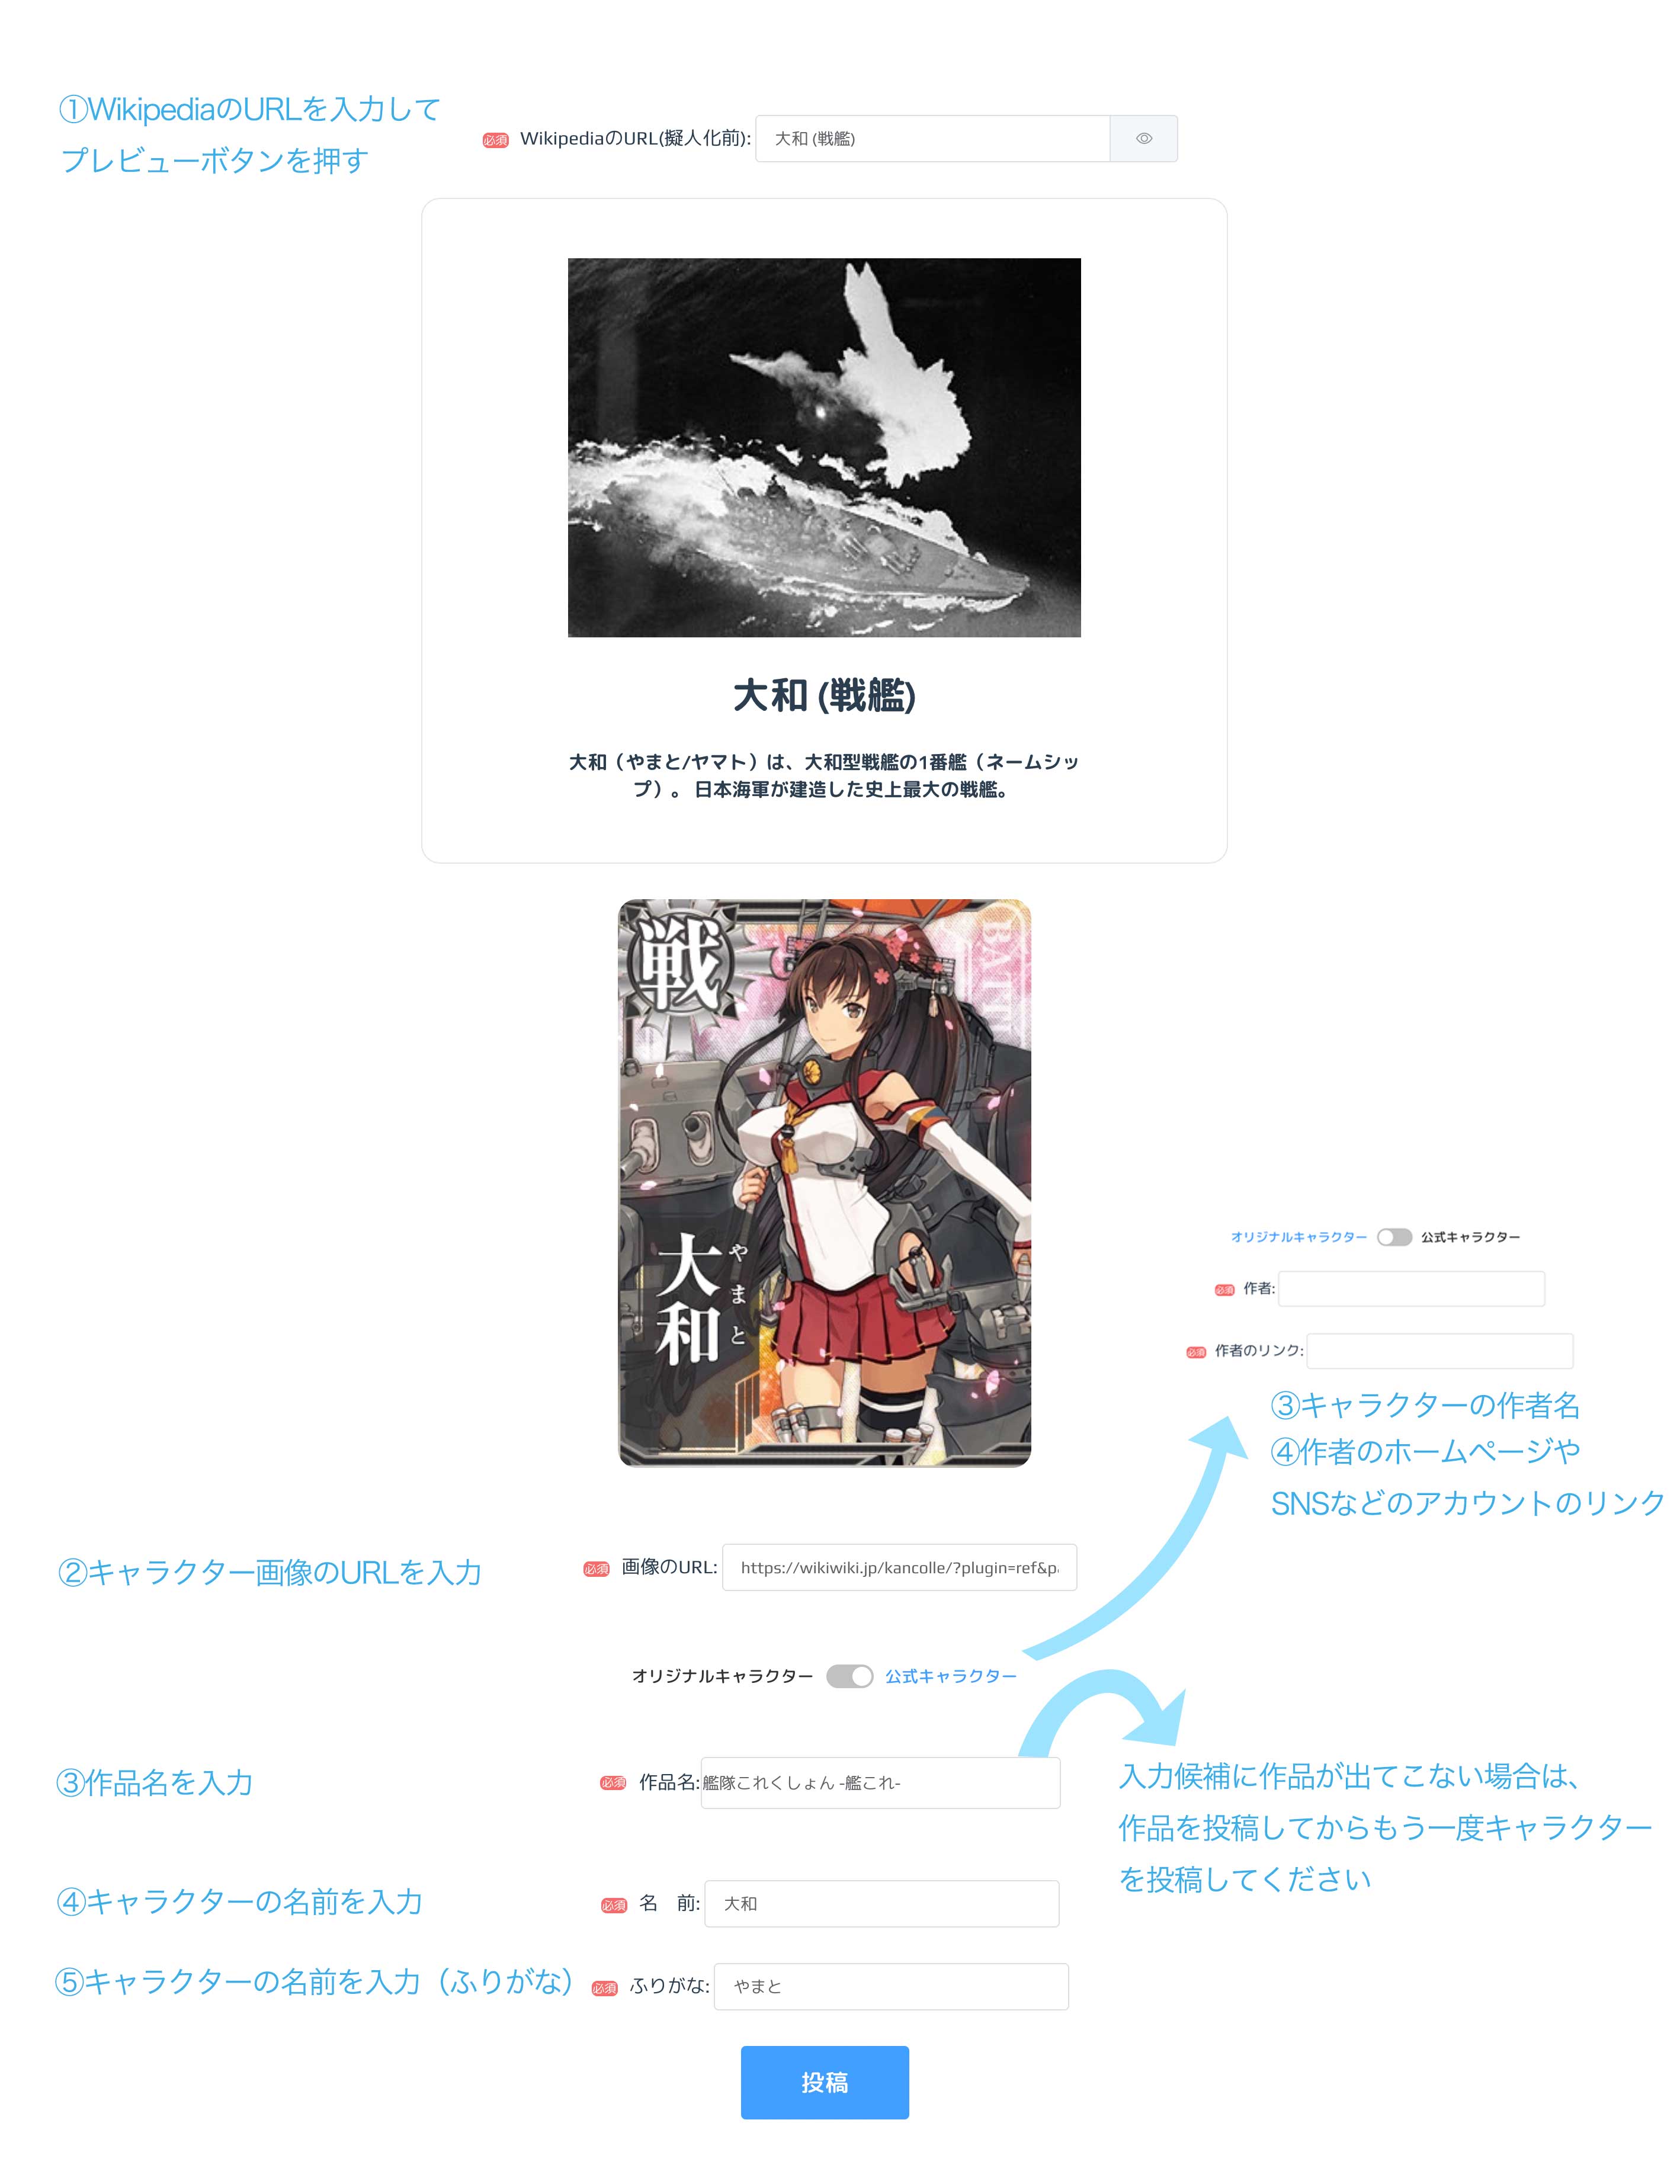 ①WikipediaのURLを入力して
プレビューボタンを押す
必須 WikipediaのURL(擬人化前): 大和 (戦艦)
大和 (戦艦)
大和（やまと/ヤマト）は、大和型戦艦の1番艦（ネームシッ
プ）。 日本海軍が建造した史上最大の戦艦。
戦
BATT
大和
やまと
オリジナルキャラクター 公式キャラクター
必須 作者:
必須 作者のリンク:
③キャラクターの作者名
④作者のホームページや
SNSなどのアカウントのリンク
②キャラクター画像のURLを入力
必須 画像のURL: https://wikiwiki.jp/kancolle/?plugin=ref&p.
オリジナルキャラクター 公式キャラクター
③作品名を入力
必須 作品名: 艦隊これくしょん -艦これ-
入力候補に作品が出てこない場合は、
作品を投稿してからもう一度キャラクター
を投稿してください
④キャラクターの名前を入力
必須 名　前: 大和
⑤キャラクターの名前を入力（ふりがな）
必須 ふりがな: やまと
投稿